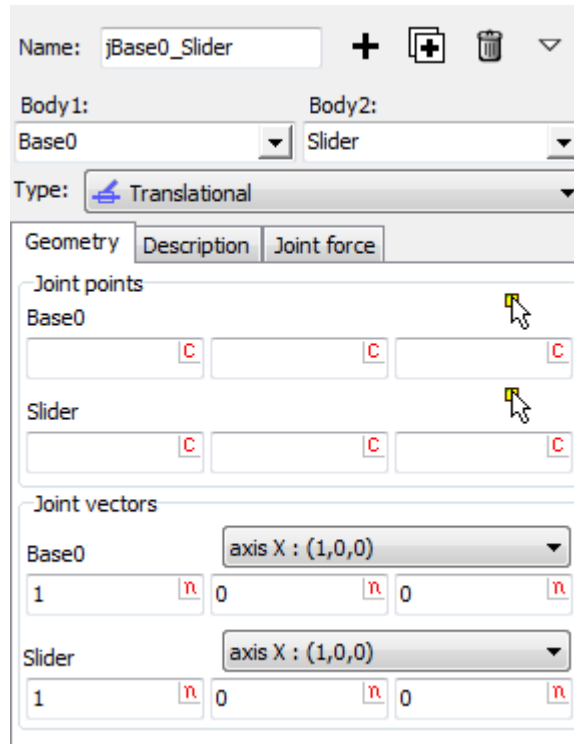 Name: jBase0_Slider
Body1: Body2:
Base0 Slider
Type: Translational
Geometry Description Joint force
Joint points
Base0
C C C
Slider
C C C
Joint vectors
Base0 axis X : (1,0,0)
1 n 0 n 0 n
Slider axis X : (1,0,0)
1 n 0 n 0 n